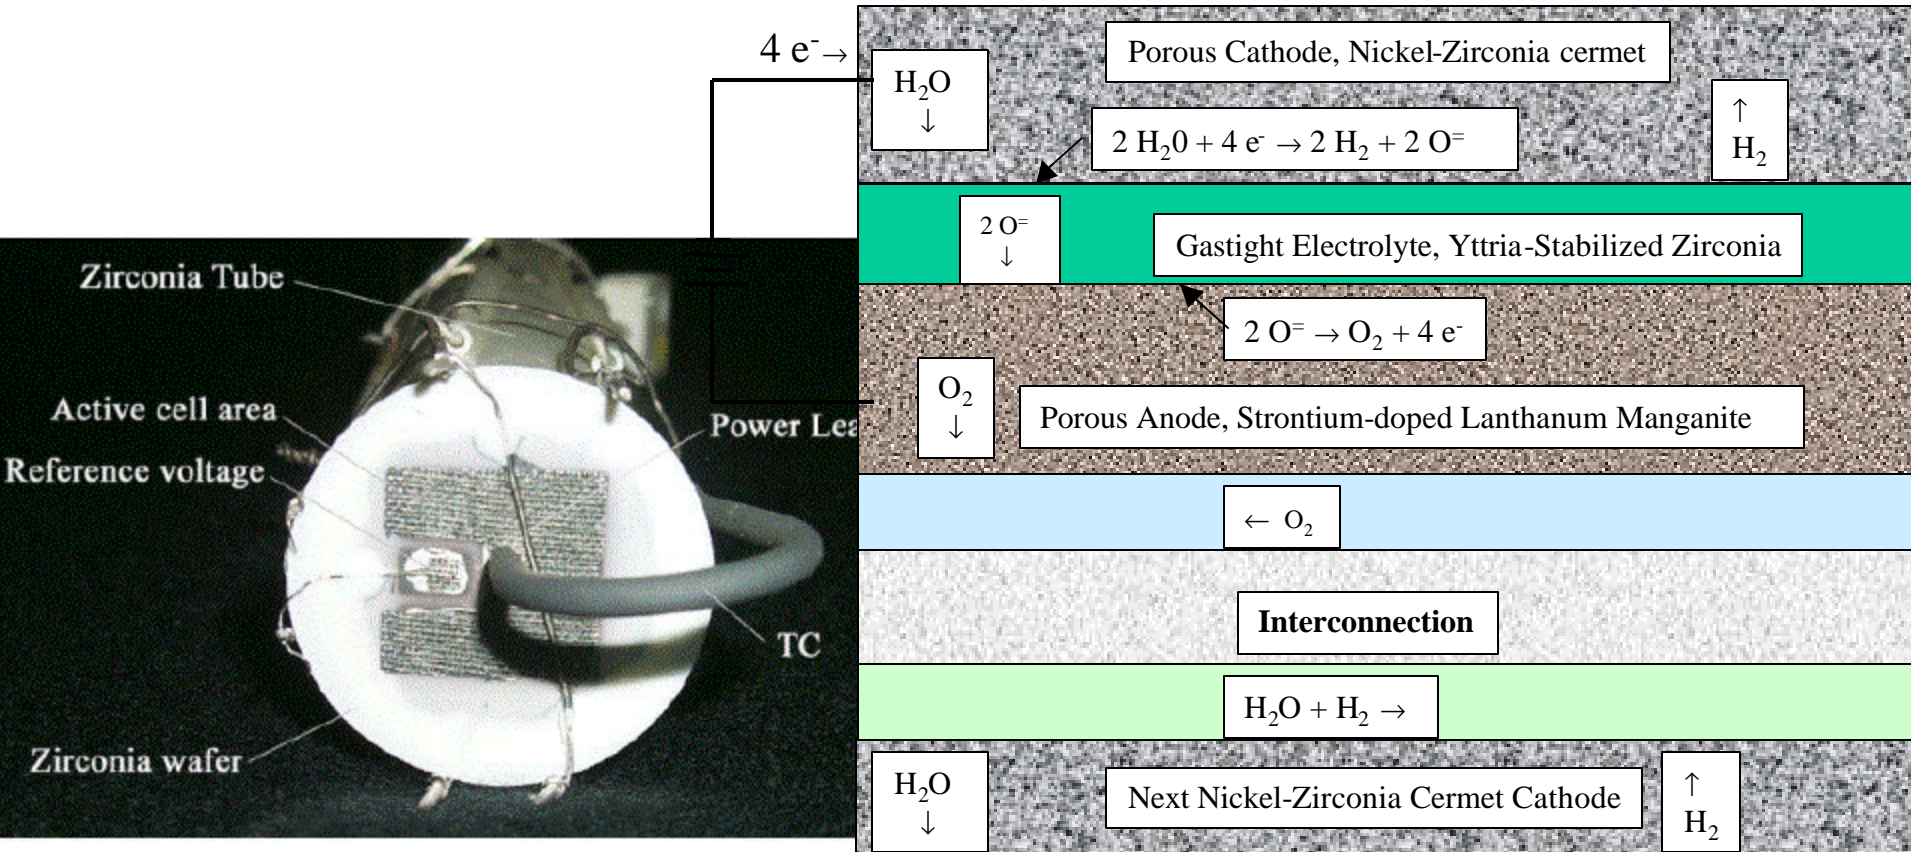 4 e⁻ →
H₂O
↓
Porous Cathode, Nickel-Zirconia cermet
↑
H₂
2 H₂0 + 4 e⁻ → 2 H₂ + 2 O⁼
2 O⁼
↓
Gastight Electrolyte, Yttria-Stabilized Zirconia
2 O⁼ → O₂ + 4 e⁻
O₂
↓
Porous Anode, Strontium-doped Lanthanum Manganite
← O₂
Interconnection
H₂O + H₂ →
H₂O
↓
Next Nickel-Zirconia Cermet Cathode
↑
H₂
Zirconia Tube
Active cell area
Reference voltage
Power Lea
TC
Zirconia wafer